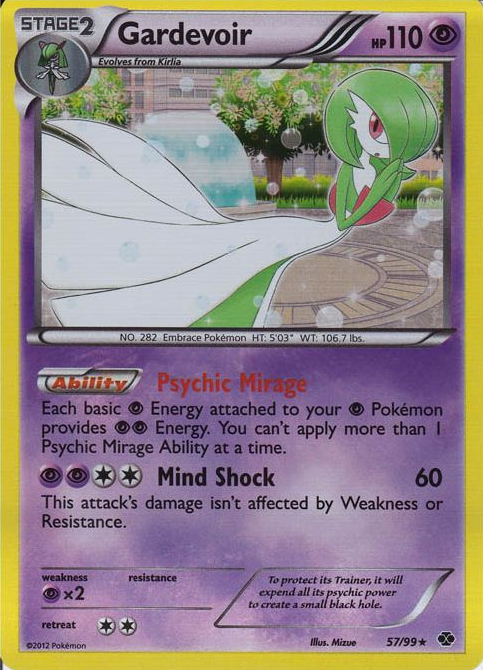 STAGE2
Gardevoir
HP110
Evolves from Kirlia
NO. 282 Embrace Pokémon HT: 5'03" WT: 106.7 lbs.
Ability Psychic Mirage
Each basic Energy attached to your Pokémon
provides Energy. You can't apply more than 1
Psychic Mirage Ability at a time.
Mind Shock 60
This attack's damage isn't affected by Weakness or
Resistance.
weakness resistance
×2
To protect its Trainer, it will
expend all its psychic power
to create a small black hole.
retreat
©2012 Pokémon
Illus. Mizue 57/99★